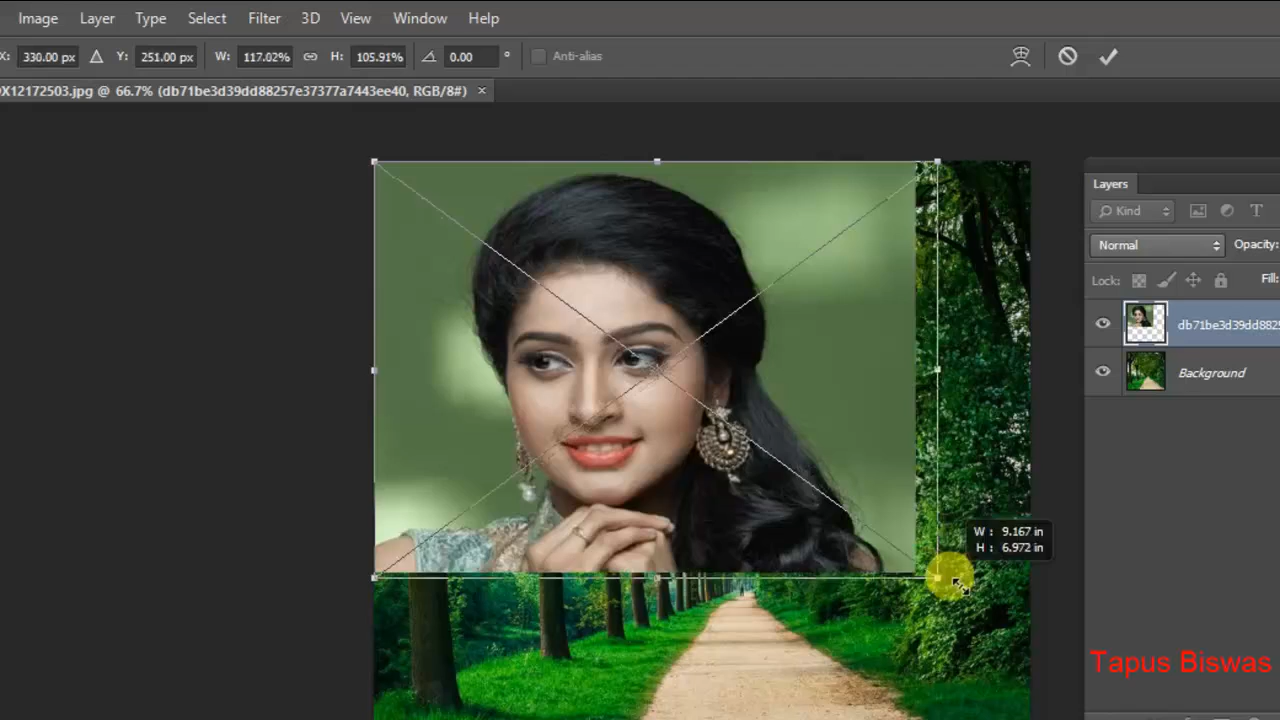 Image Layer Type Select Filter 3D View Window Help
X: 330.00 px Y: 251.00 px W: 117.02% H: 105.91% 0.00 ° Anti-alias
X12172503.jpg @ 66.7% (db71be3d39dd88257e37377a7443ee40, RGB/8#) ×
Layers
Kind T
Normal Opacity:
Lock: Fill:
db71be3d39dd8825
Background
W : 9.167 in
H : 6.972 in
Tapus Biswas